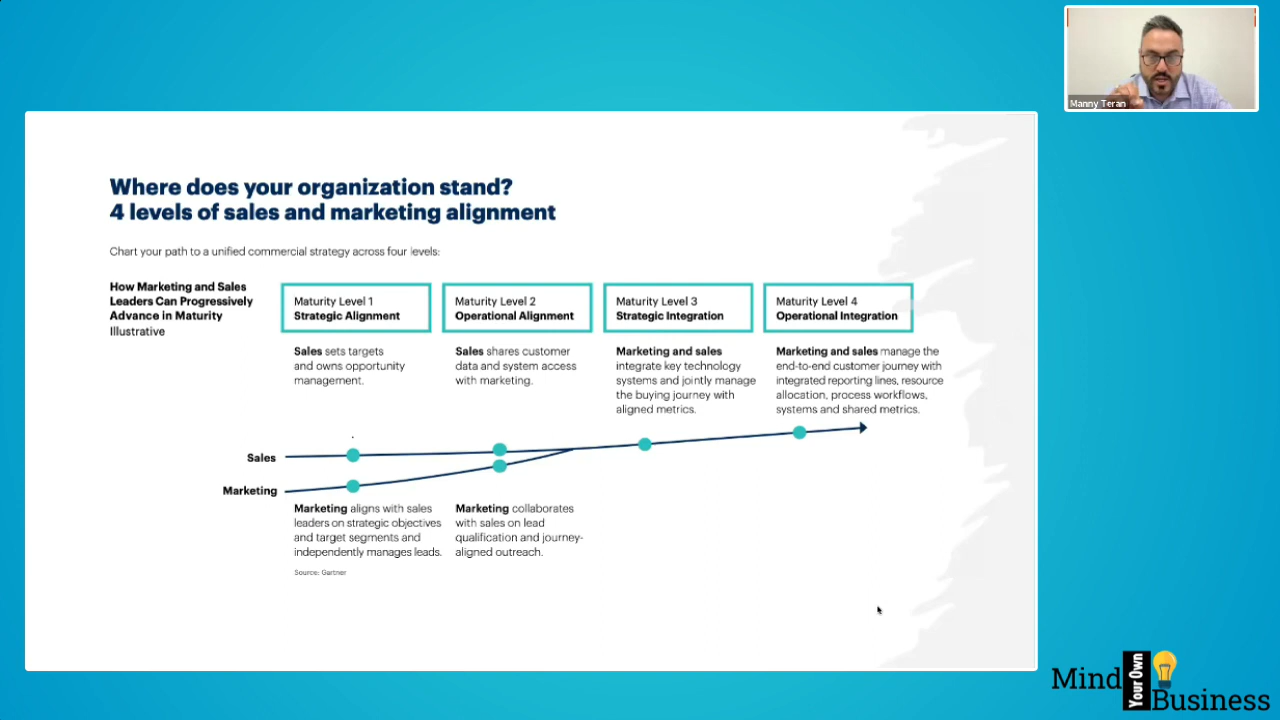 Manny Teran
Where does your organization stand?
4 levels of sales and marketing alignment
Chart your path to a unified commercial strategy across four levels:
How Marketing and Sales
Leaders Can Progressively
Advance in Maturity
Illustrative
Maturity Level 1
Strategic Alignment
Sales sets targets
and owns opportunity
management.
Maturity Level 2
Operational Alignment
Sales shares customer
data and system access
with marketing.
Maturity Level 3
Strategic Integration
Marketing and sales
integrate key technology
systems and jointly manage
the buying journey with
aligned metrics.
Maturity Level 4
Operational Integration
Marketing and sales manage the
end-to-end customer journey with
integrated reporting lines, resource
allocation, process workflows,
systems and shared metrics.
Sales
Marketing
Marketing aligns with sales
leaders on strategic objectives
and target segments and
independently manages leads.
Marketing collaborates
with sales on lead
qualification and journey-
aligned outreach.
Source: Gartner
Mind
Your Own
Business